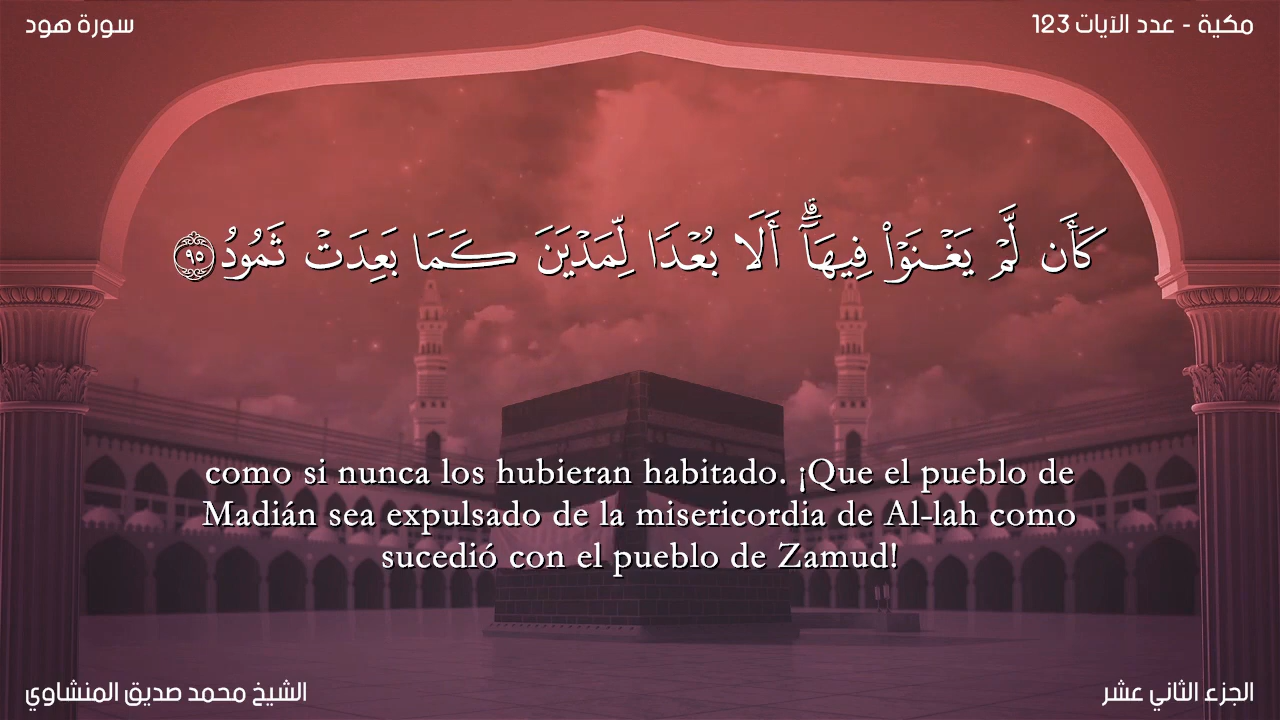 سورة هود
مكية - عدد الآيات 123
كَأَن لَّمْ يَغْنَوْا۟ فِيهَآ ۗ أَلَا بُعْدًا لِّمَدْيَنَ كَمَا بَعِدَتْ ثَمُودُ ٩٥
como si nunca los hubieran habitado. ¡Que el pueblo de
Madián sea expulsado de la misericordia de Al-lah como
sucedió con el pueblo de Zamud!
الشيخ محمد صديق المنشاوي
الجزء الثاني عشر